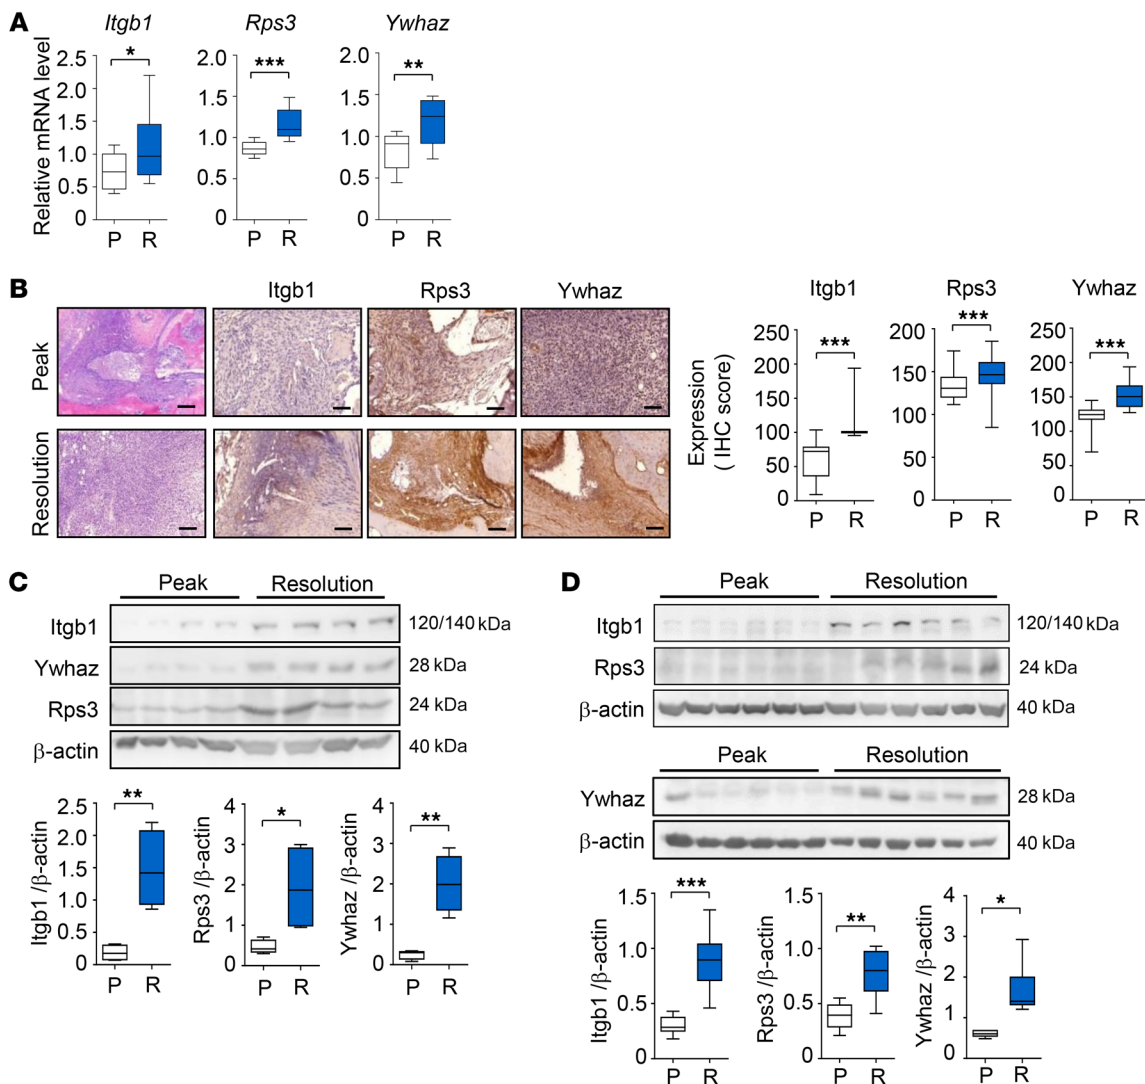 A
Itgb1 Rps3 Ywhaz
Relative mRNA level
2.5
2.0
1.5
1.0
0.5
0
*
P R
2.0
1.5
1.0
0.5
0
***
P R
2.0
1.5
1.0
0.5
0
**
P R
B
Itgb1 Rps3 Ywhaz
Peak
Resolution
Expression
( IHC score)
Itgb1
250
200
150
100
50
0
***
P R
Rps3
200
150
100
50
0
***
P R
Ywhaz
250
200
150
100
50
0
***
P R
C
Peak Resolution
Itgb1 120/140 kDa
Ywhaz 28 kDa
Rps3 24 kDa
β-actin 40 kDa
Itgb1 /β-actin
2.5
2.0
1.5
1.0
0.5
0
**
P R
Rps3 /β-actin
4
3
2
1
0
*
P R
Ywhaz /β-actin
4
3
2
1
0
**
P R
D
Peak Resolution
Itgb1 120/140 kDa
Rps3 24 kDa
β-actin 40 kDa
Peak Resolution
Ywhaz 28 kDa
β-actin 40 kDa
Itgb1 /β-actin
1.5
1.0
0.5
0
***
P R
Rps3 /β-actin
1.5
1.0
0.5
0
**
P R
Ywhaz /β-actin
4
3
2
1
0
*
P R